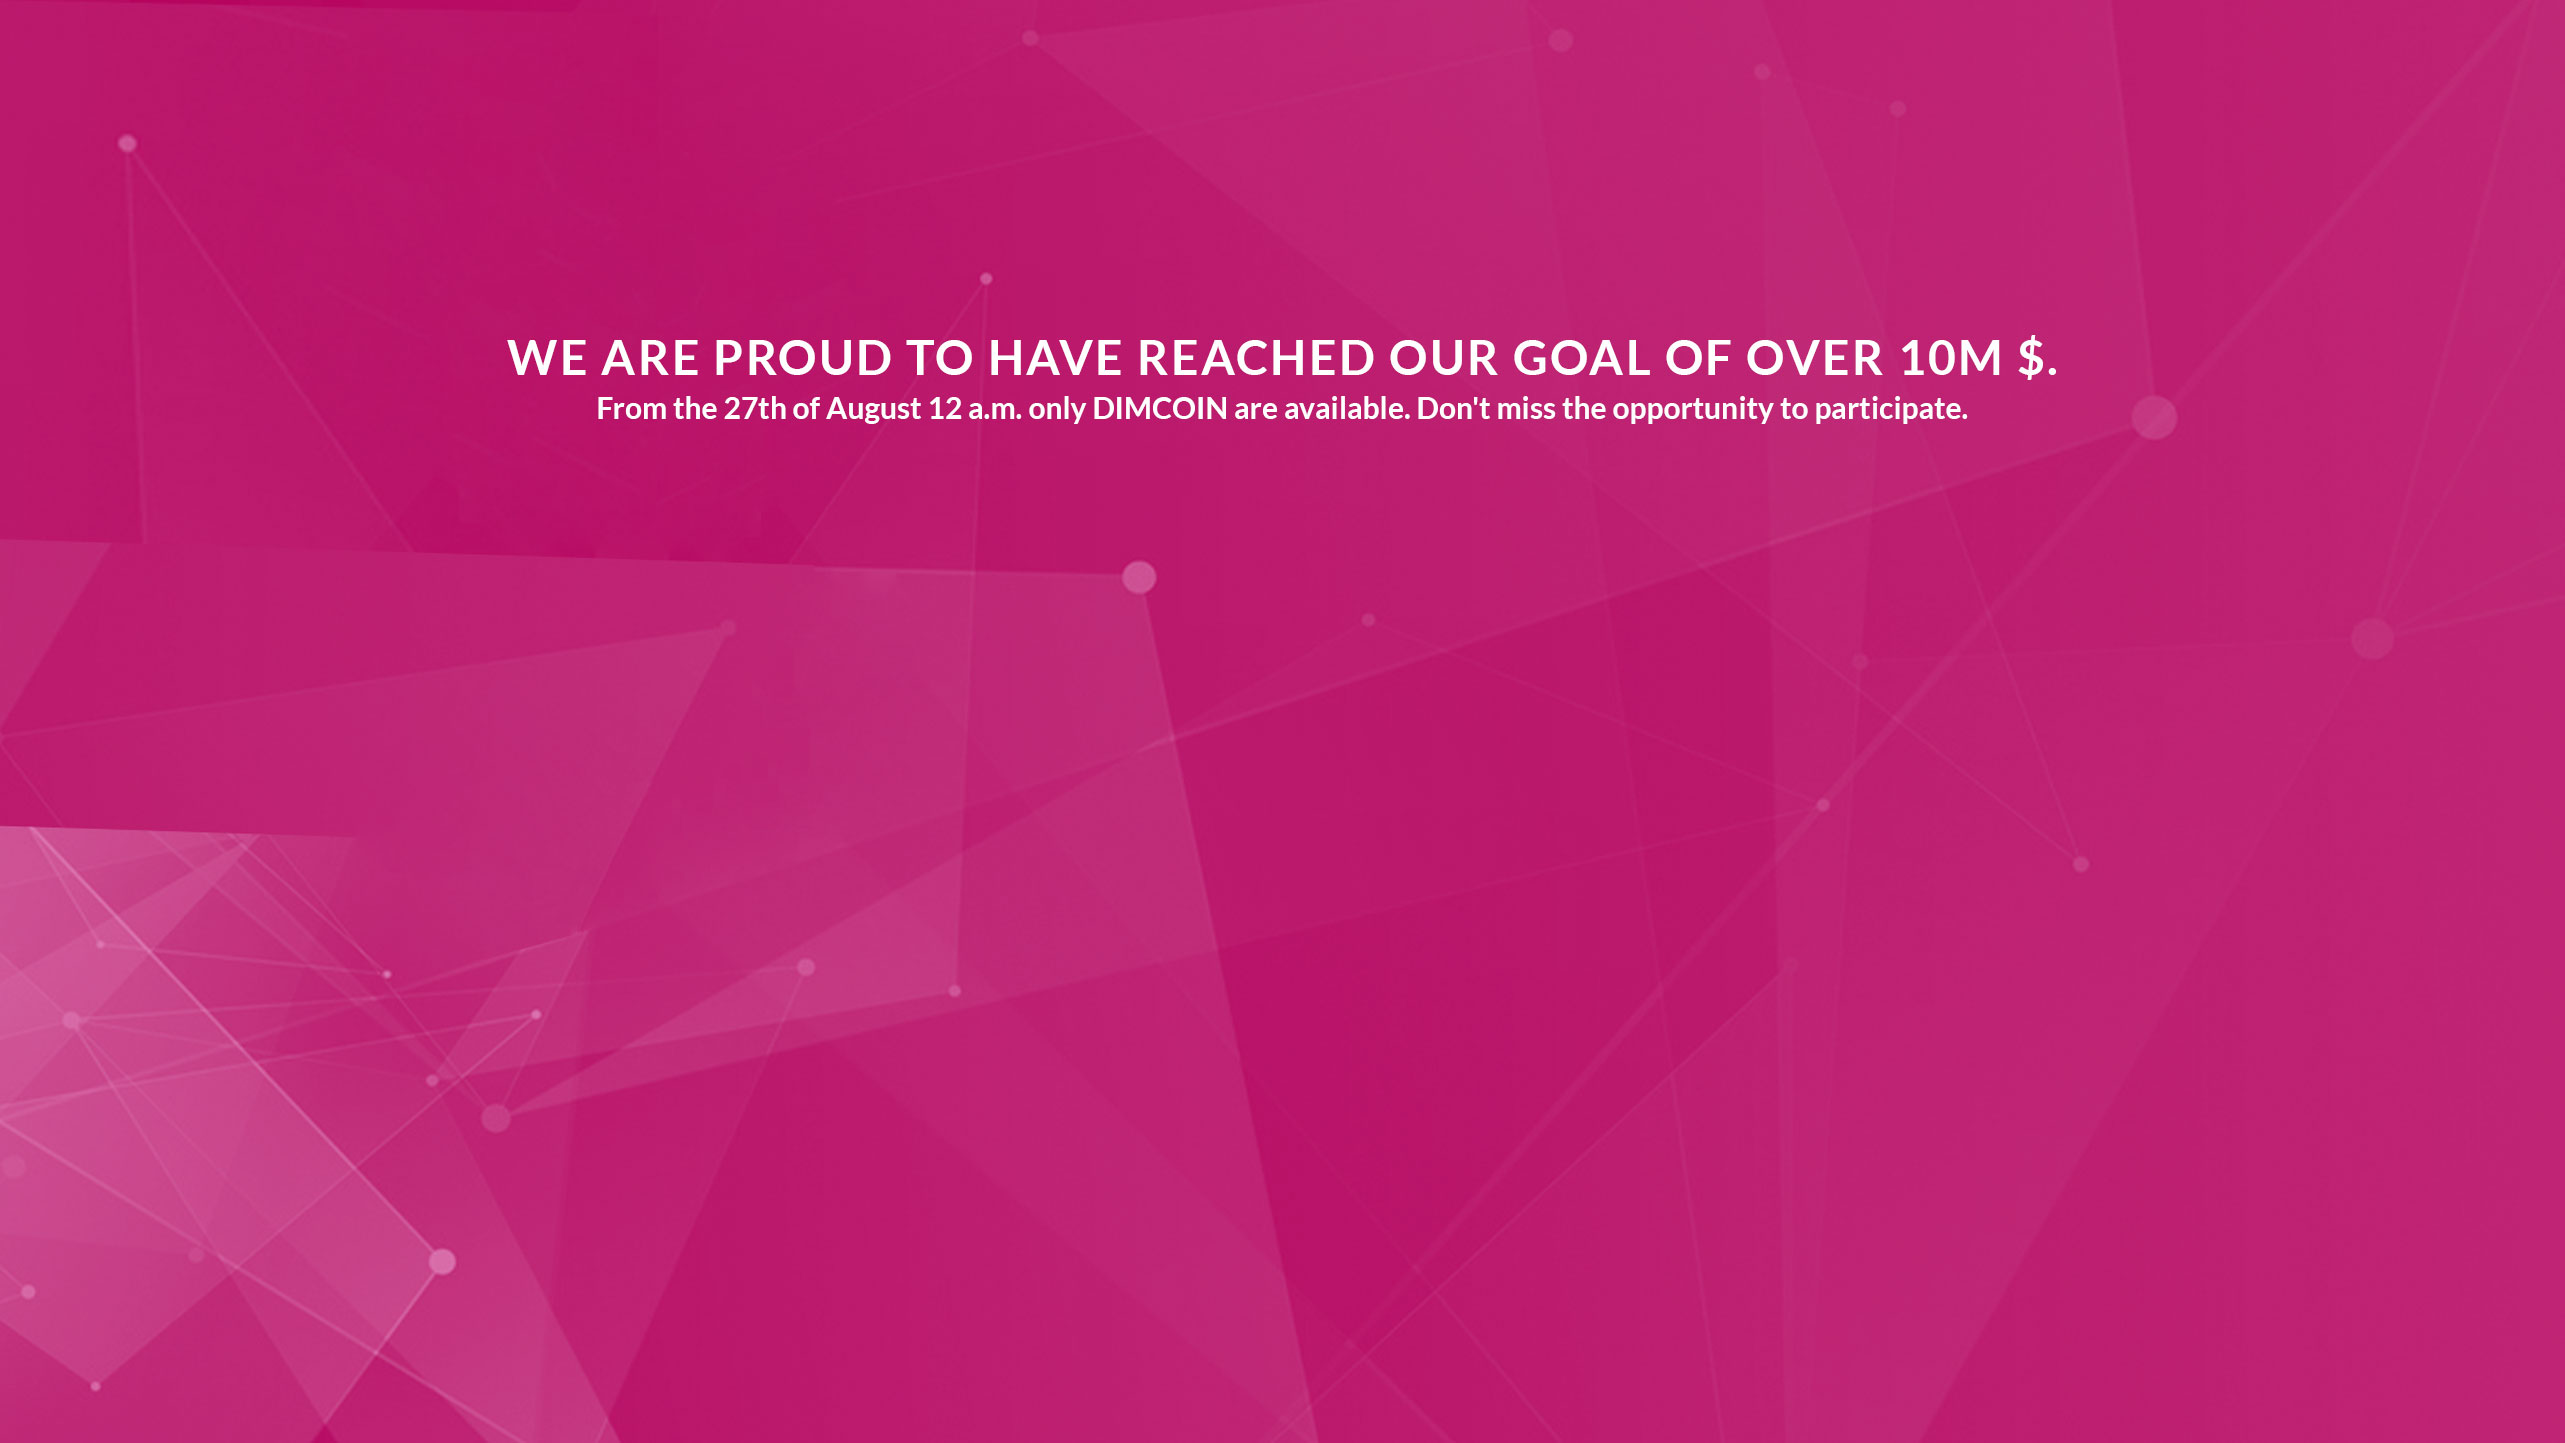 WE ARE PROUD TO HAVE REACHED OUR GOAL OF OVER 10M $.
From the 27th of August 12 a.m. only DIMCOIN are available. Don't miss the opportunity to participate.